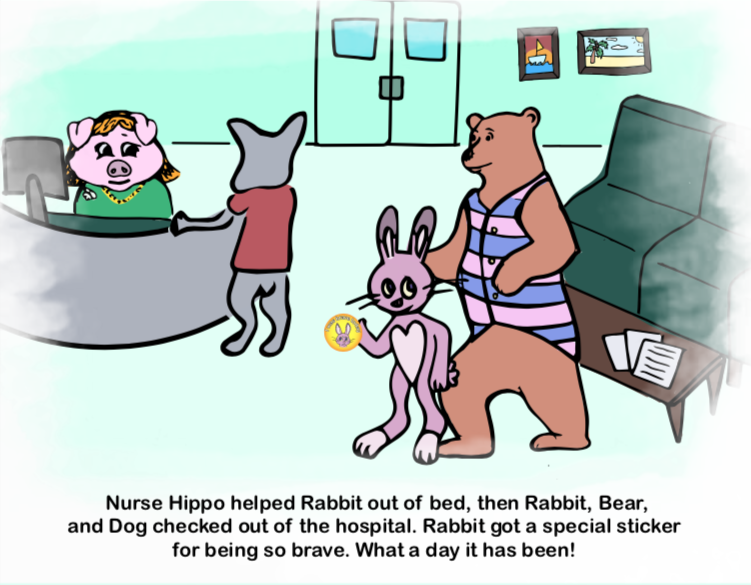 Nurse Hippo helped Rabbit out of bed, then Rabbit, Bear,
and Dog checked out of the hospital. Rabbit got a special sticker
for being so brave. What a day it has been!